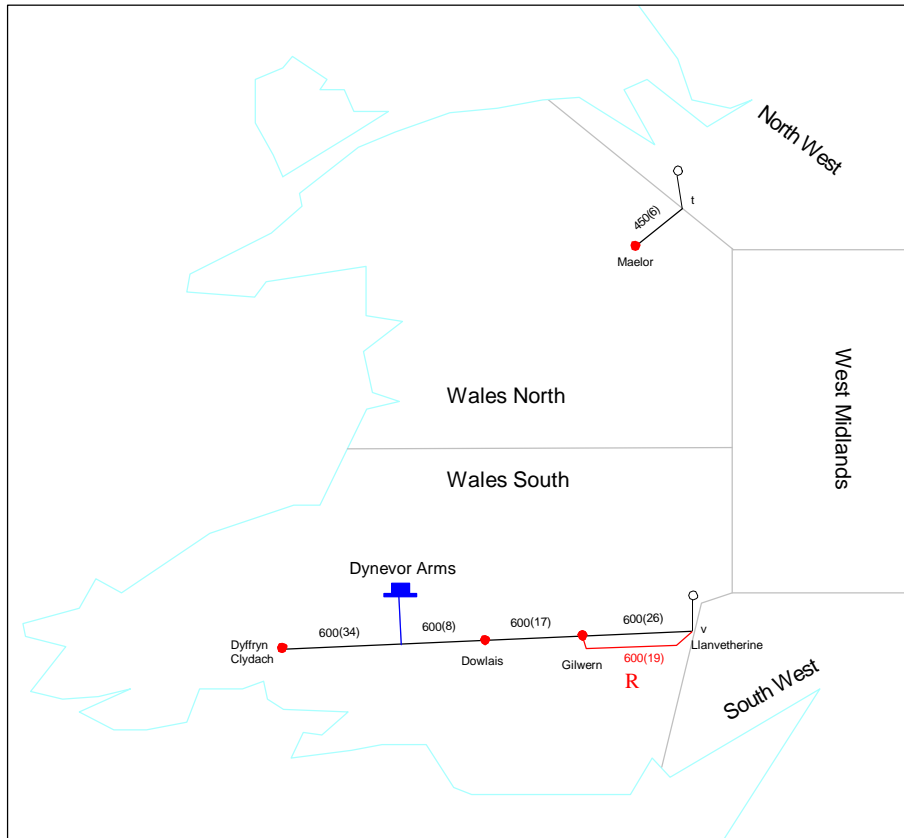 North West
t
450(6)
Maelor
West Midlands
Wales North
Wales South
Dynevor Arms
600(34)
600(8)
600(17)
600(26)
v
Llanvetherine
Dyffryn
Clydach
Dowlais
Gilwern
600(19)
R
South West